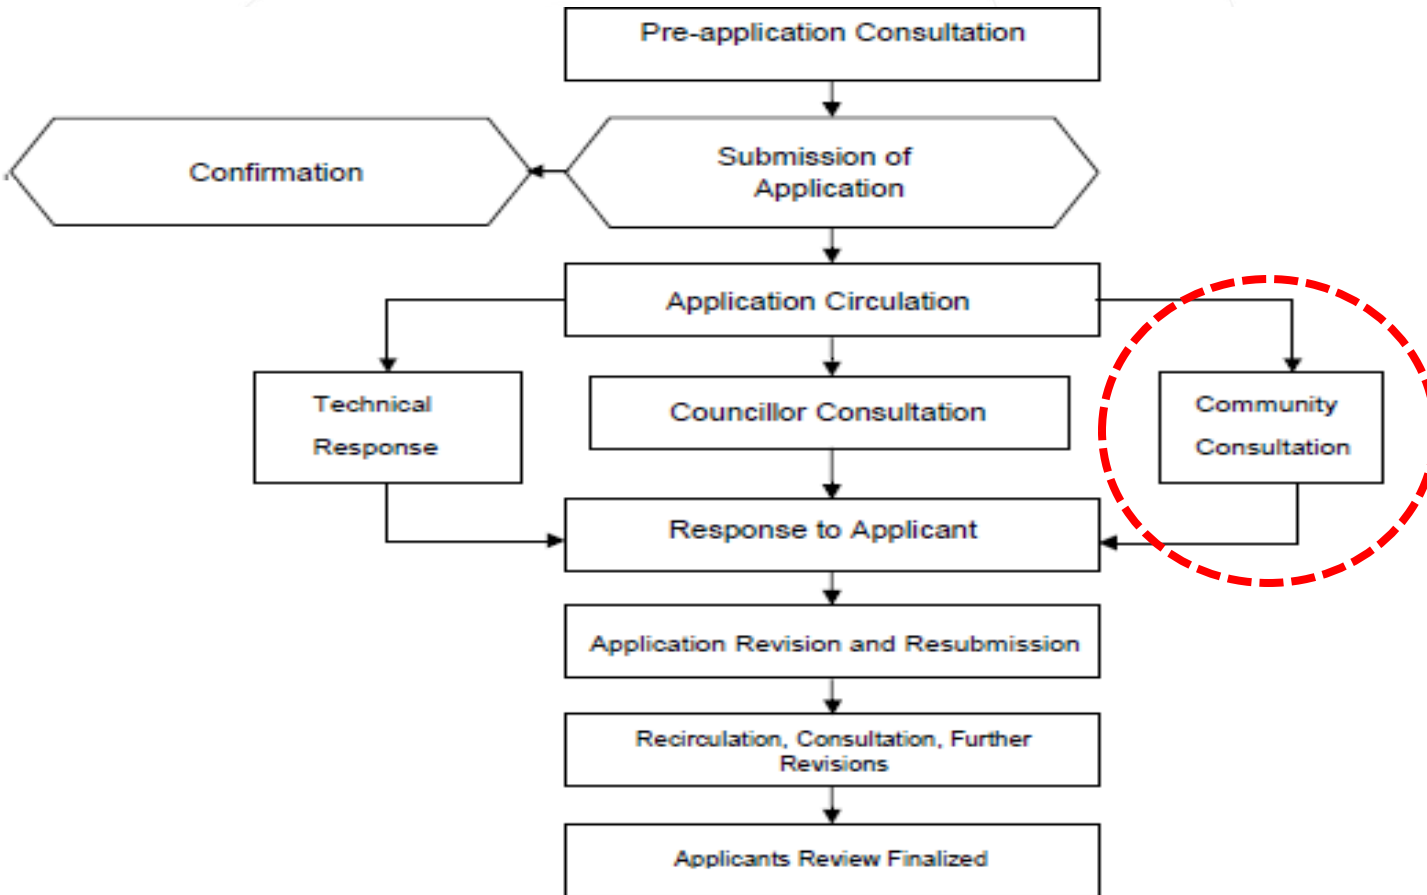 Pre-application Consultation
Confirmation
Submission of
Application
Application Circulation
Technical
Response
Councillor Consultation
Community
Consultation
Response to Applicant
Application Revision and Resubmission
Recirculation, Consultation, Further
Revisions
Applicants Review Finalized